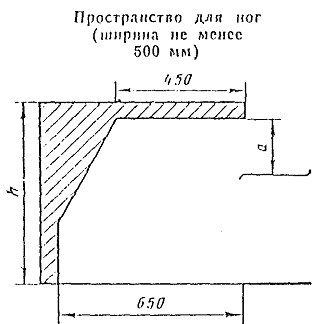 Пространство для ног
(ширина не менее
500 мм)
450
a
h
650